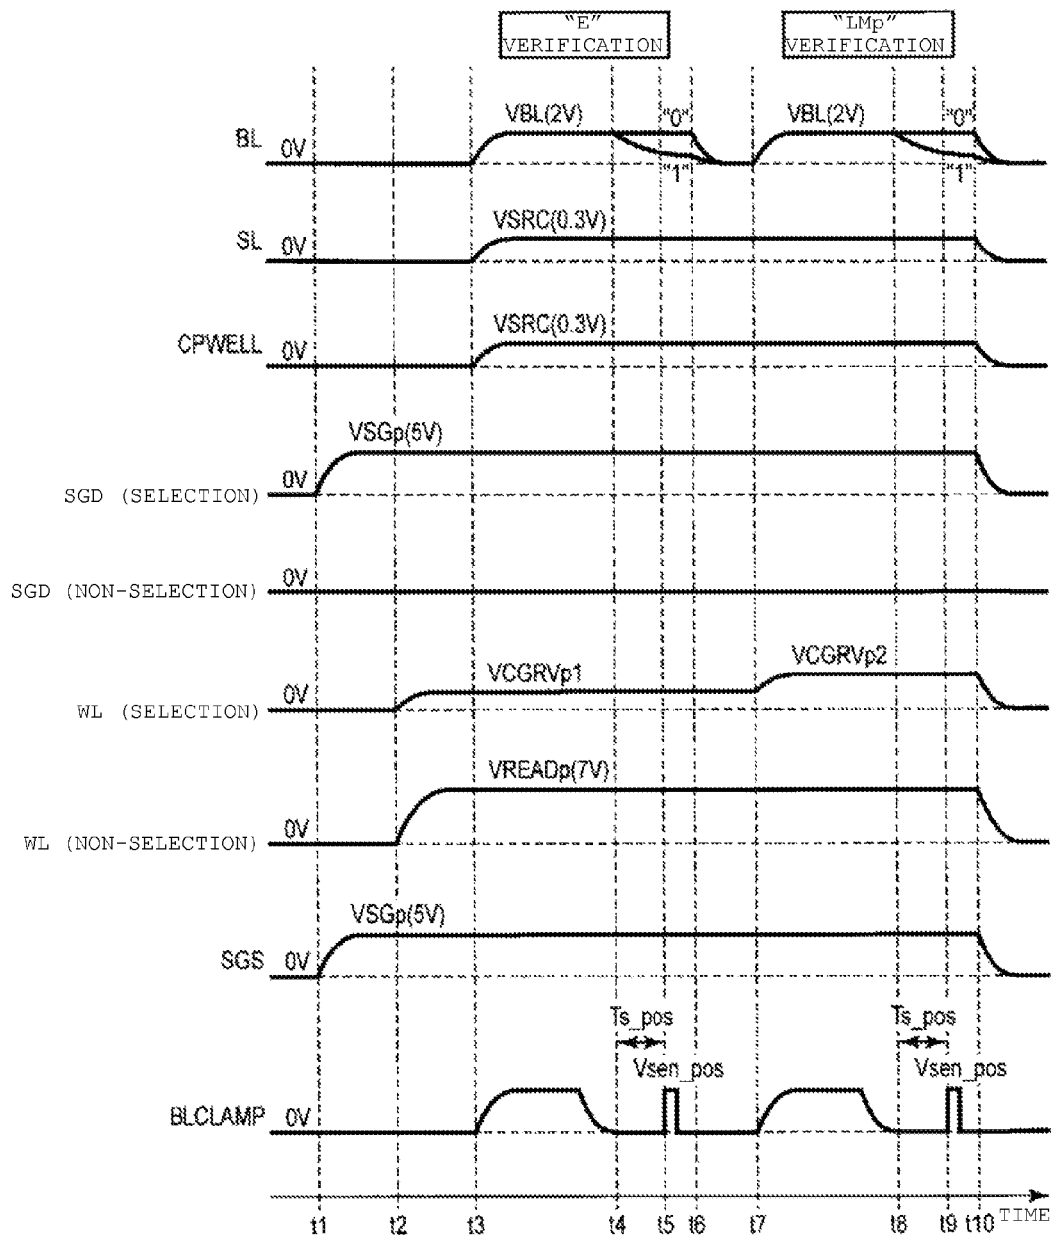 "E"
VERIFICATION
"LMp"
VERIFICATION
VBL(2V)
"0"
VBL(2V)
"0"
BL 0V
"1"
"1"
VSRC(0.3V)
SL 0V
VSRC(0.3V)
CPWELL 0V
VSGp(5V)
SGD (SELECTION) 0V
SGD (NON-SELECTION) 0V
VCGRVp1
VCGRVp2
WL (SELECTION) 0V
VREADp(7V)
WL (NON-SELECTION) 0V
VSGp(5V)
SGS 0V
Ts_pos
Ts_pos
Vsen_pos
Vsen_pos
BLCLAMP 0V
t1 t2 t3 t4 t5 t6 t7 t8 t9 t10 TIME